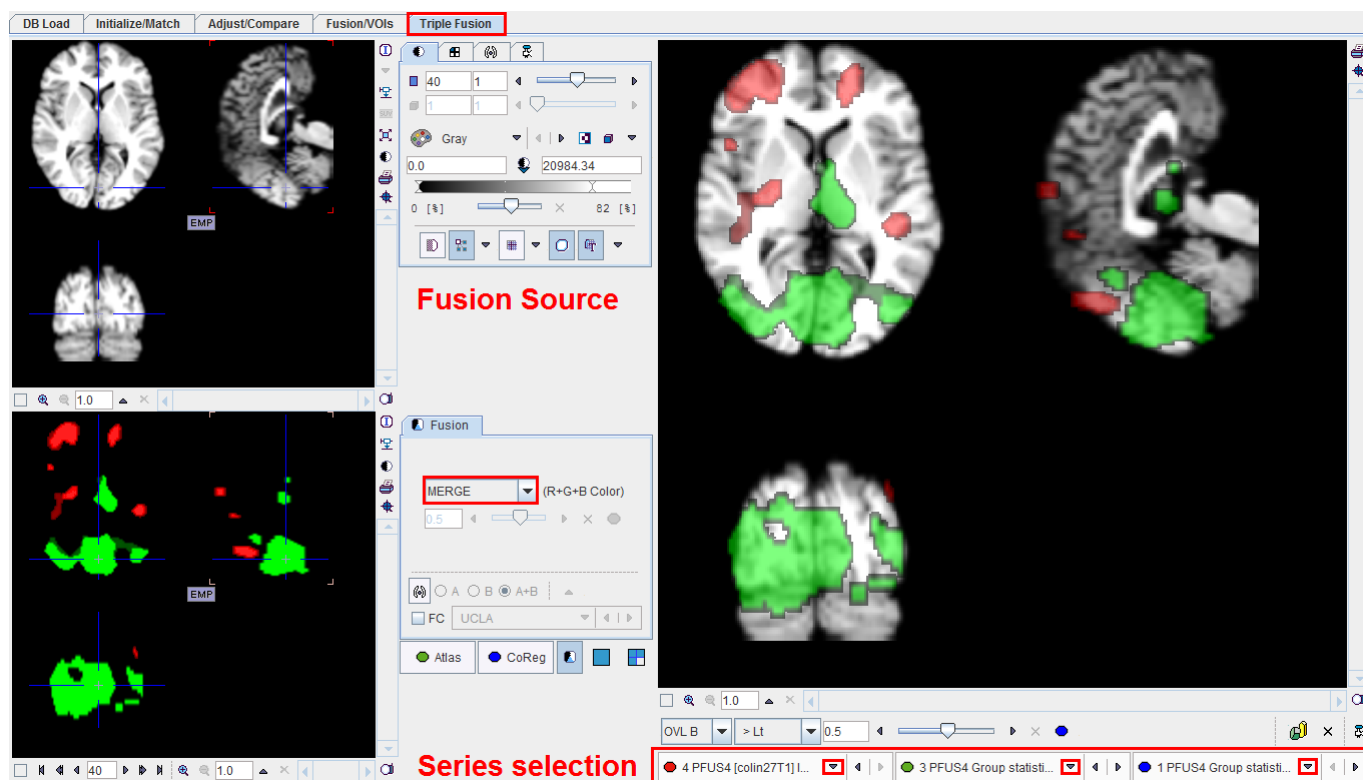 DB Load
Initialize/Match
Adjust/Compare
Fusion/VOIs
Triple Fusion
40
1
1
1
Gray
0.0
20984.34
0 [%]
82 [%]
EMP
Fusion Source
1.0
Fusion
MERGE
(R+G+B Color)
0.5
A
B
A+B
FC
UCLA
EMP
Atlas
CoReg
1.0
OVL B
> Lt
0.5
40
1.0
Series selection
4 PFUS4 [colin27T1] I...
3 PFUS4 Group statisti...
1 PFUS4 Group statisti...